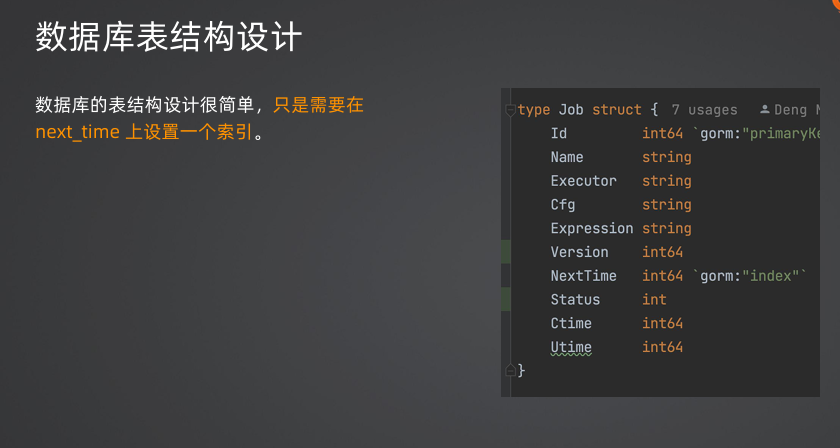 数据库表结构设计
数据库的表结构设计很简单，只是需要在
next_time 上设置一个索引。
type Job struct { 7 usages Deng
Id int64 `gorm:"primaryKe
Name string
Executor string
Cfg string
Expression string
Version int64
NextTime int64 `gorm:"index"`
Status int
Ctime int64
Utime int64
}